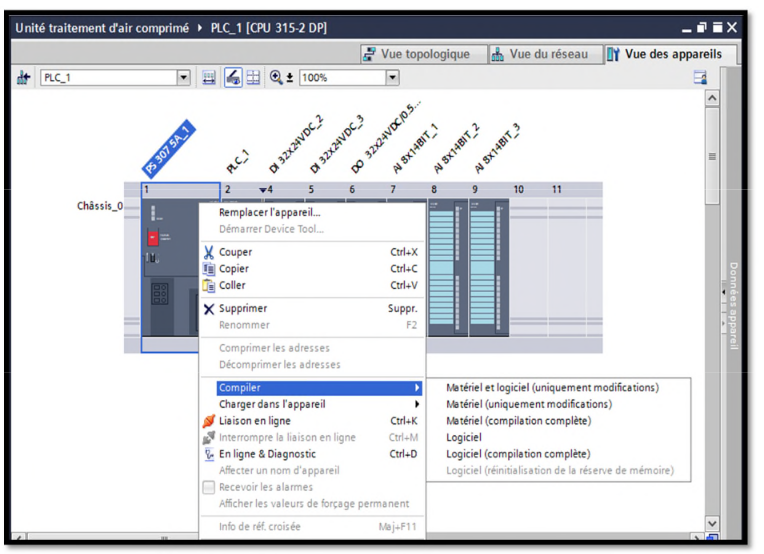 Unité traitement d'air comprimé ▸ PLC_1 [CPU 315-2 DP]
Vue topologique
Vue du réseau
Vue des appareils
PLC_1
100%
PS 307 5A_1
PLC_1
DI 32x24VDC_2
DI 32x24VDC_3
DO 32x24VDC/0.5...
AI 8x14BIT_1
AI 8x14BIT_2
AI 8x14BIT_3
1 2 4 5 6 7 8 9 10 11
Châssis_0
Remplacer l'appareil...
Démarrer Device Tool...
Couper Ctrl+X
Copier Ctrl+C
Coller Ctrl+V
Supprimer Suppr.
Renommer F2
Comprimer les adresses
Décomprimer les adresses
Compiler
Charger dans l'appareil
Liaison en ligne Ctrl+K
Interrompre la liaison en ligne Ctrl+M
En ligne & Diagnostic Ctrl+D
Affecter un nom d'appareil
Recevoir les alarmes
Afficher les valeurs de forçage permanent
Info de réf. croisée Maj+F11
Matériel et logiciel (uniquement modifications)
Matériel (uniquement modifications)
Matériel (compilation complète)
Logiciel
Logiciel (compilation complète)
Logiciel (réinitialisation de la réserve de mémoire)
Données appareil